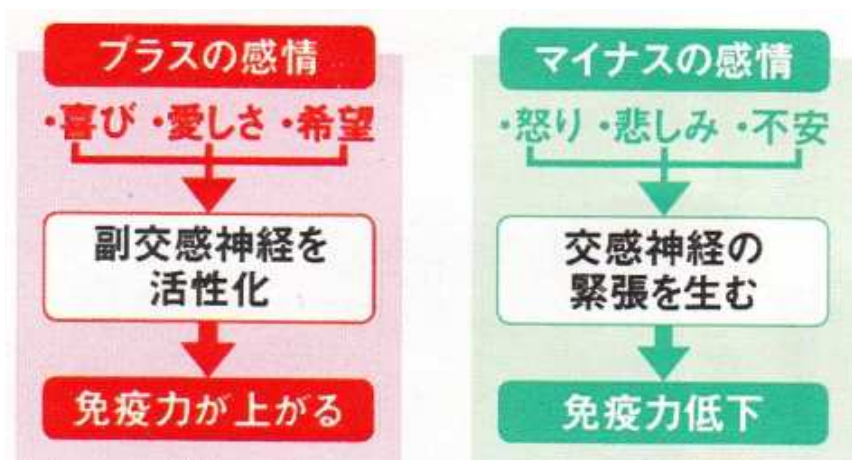 プラスの感情
・喜び ・愛しさ ・希望
副交感神経を
活性化
免疫力が上がる
マイナスの感情
・怒り ・悲しみ ・不安
交感神経の
緊張を生む
免疫力低下